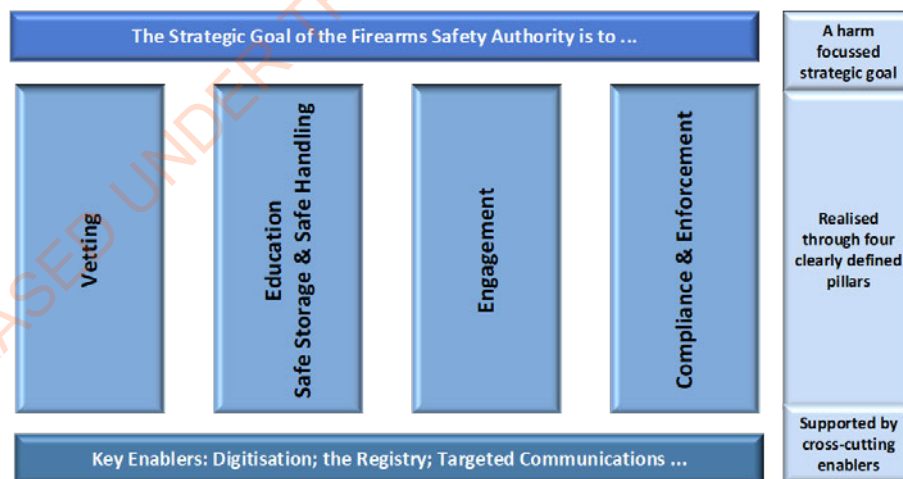 The Strategic Goal of the Firearms Safety Authority is to ...
A harm
focussed
strategic goal
Vetting
Education
Safe Storage & Safe Handling
Engagement
Compliance & Enforcement
Realised
through four
clearly defined
pillars
Key Enablers: Digitisation; the Registry; Targeted Communications ...
Supported by
cross-cutting
enablers
ASED UNDER T